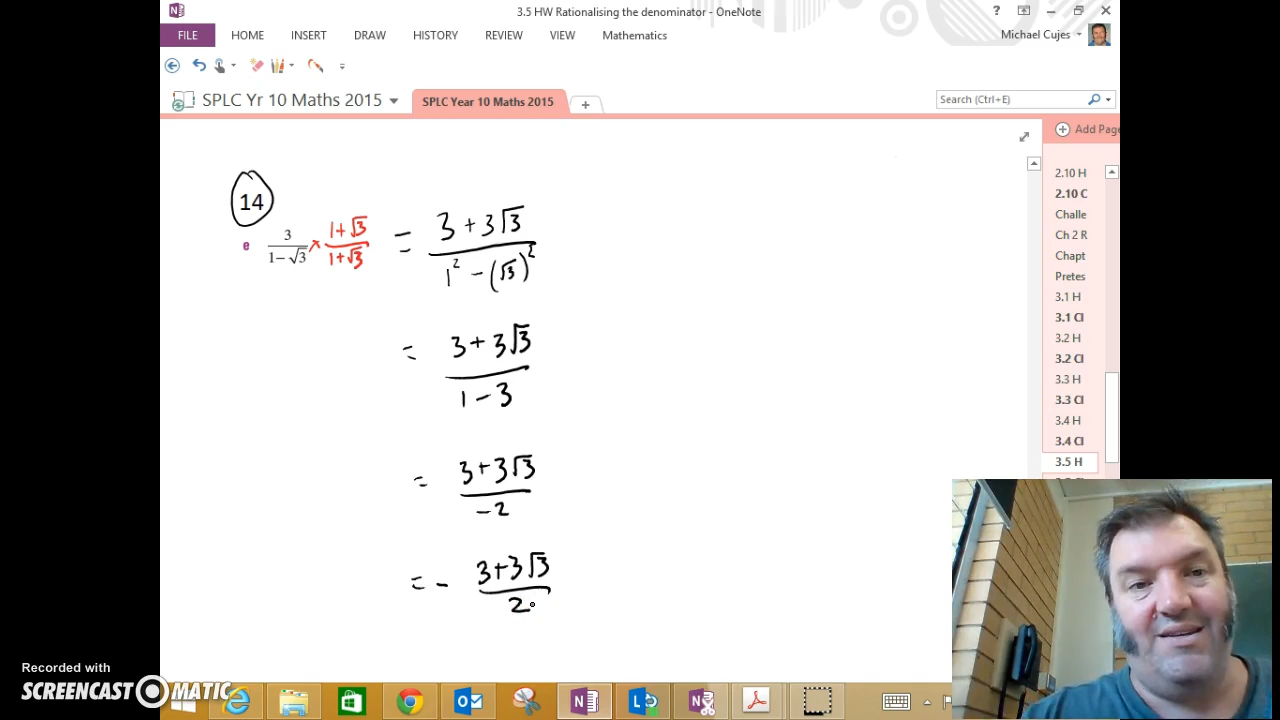 3.5 HW Rationalising the denominator - OneNote
?
FILE HOME INSERT DRAW HISTORY REVIEW VIEW Mathematics
Michael Cujes
SPLC Yr 10 Maths 2015
SPLC Year 10 Maths 2015
Search (Ctrl+E)
Add Page
2.10 H
2.10 C
Challe
Ch 2 R
Chapt
Pretes
3.1 H
3.1 Cl
3.2 H
3.2 Cl
3.3 H
3.3 Cl
3.4 H
3.4 Cl
3.5 H
14
e 3/(1-√3) × (1+√3)/(1+√3) = (3+3√3)/(1² - (√3)²)
= (3+3√3)/(1-3)
= (3+3√3)/(-2)
= - (3+3√3)/2
Recorded with
SCREENCAST MATIC